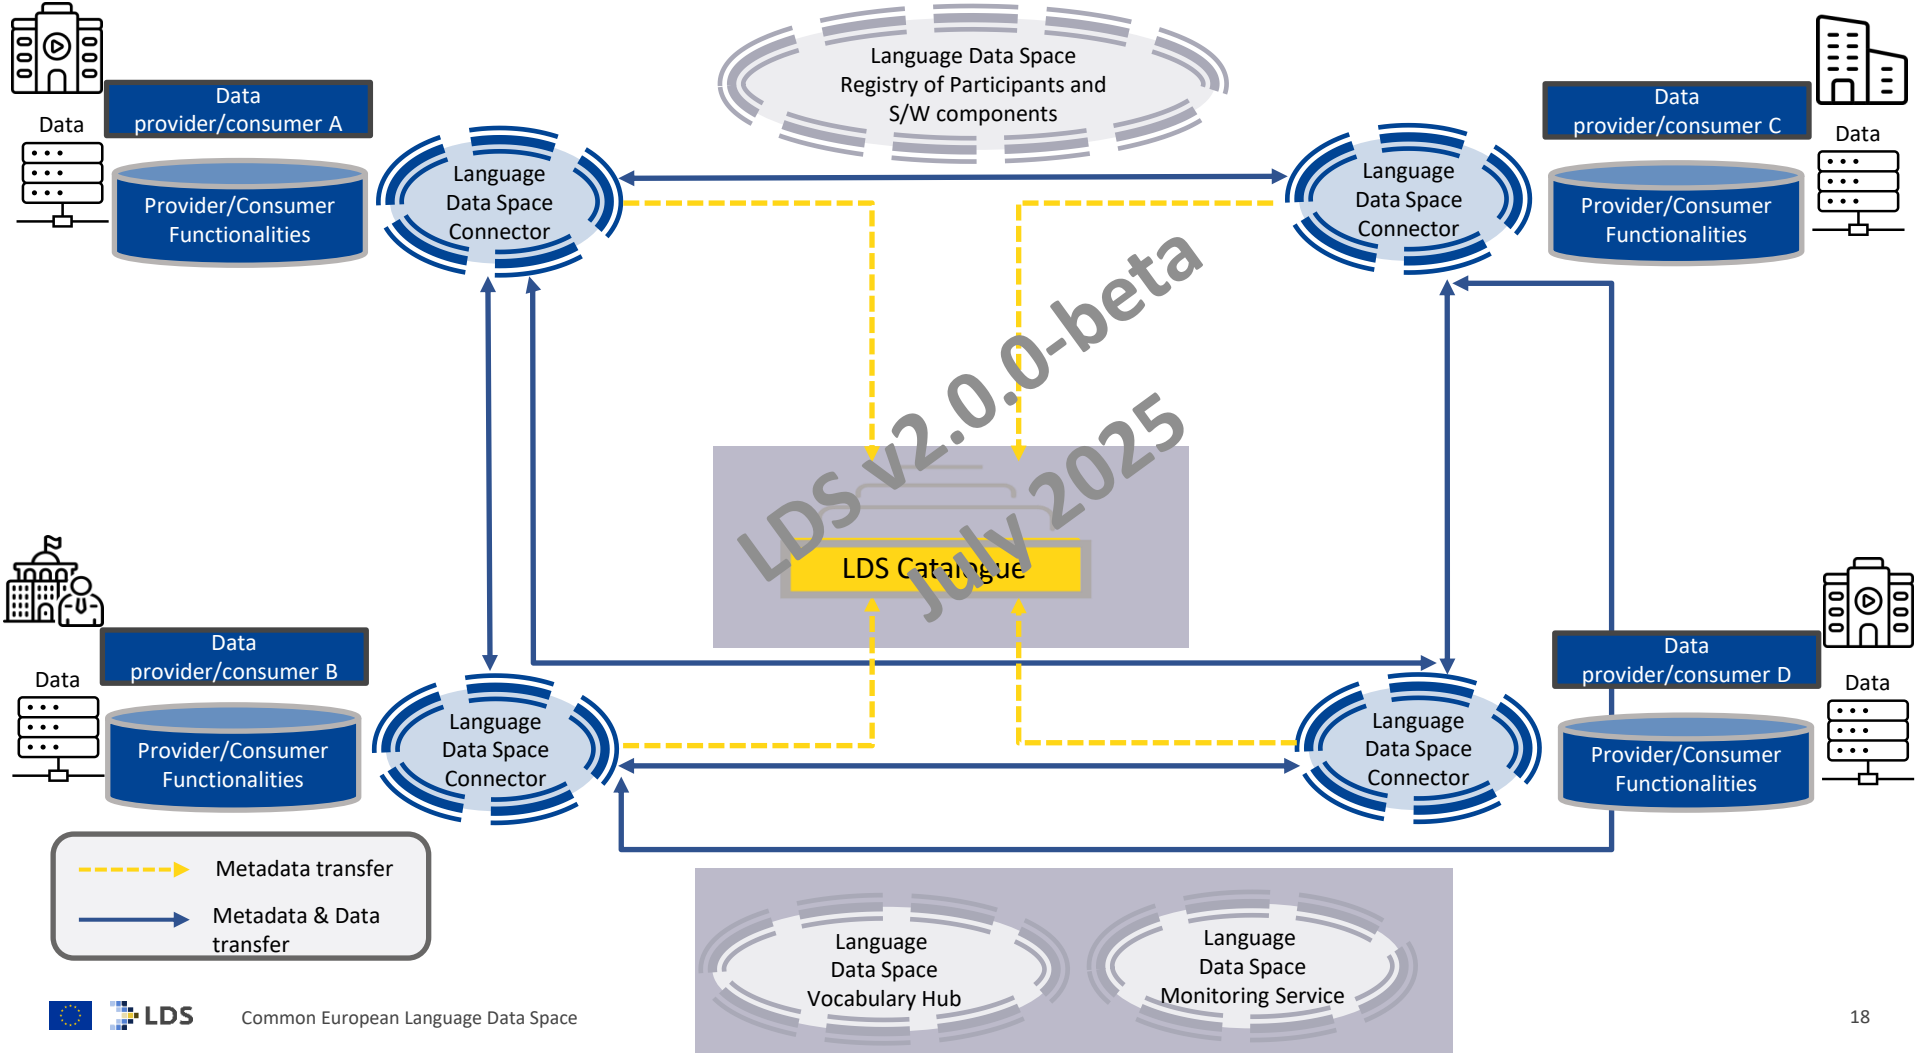 Language Data Space
Registry of Participants and
S/W components
Data
provider/consumer A
Data
Provider/Consumer
Functionalities
Language
Data Space
Connector
Data
provider/consumer C
Data
Provider/Consumer
Functionalities
Language
Data Space
Connector
LDS v2.0.0-beta
July 2025
LDS Catalogue
Data
provider/consumer B
Data
Provider/Consumer
Functionalities
Language
Data Space
Connector
Data
provider/consumer D
Data
Provider/Consumer
Functionalities
Language
Data Space
Connector
Metadata transfer
Metadata & Data
transfer
Language
Data Space
Vocabulary Hub
Language
Data Space
Monitoring Service
LDS
Common European Language Data Space
18